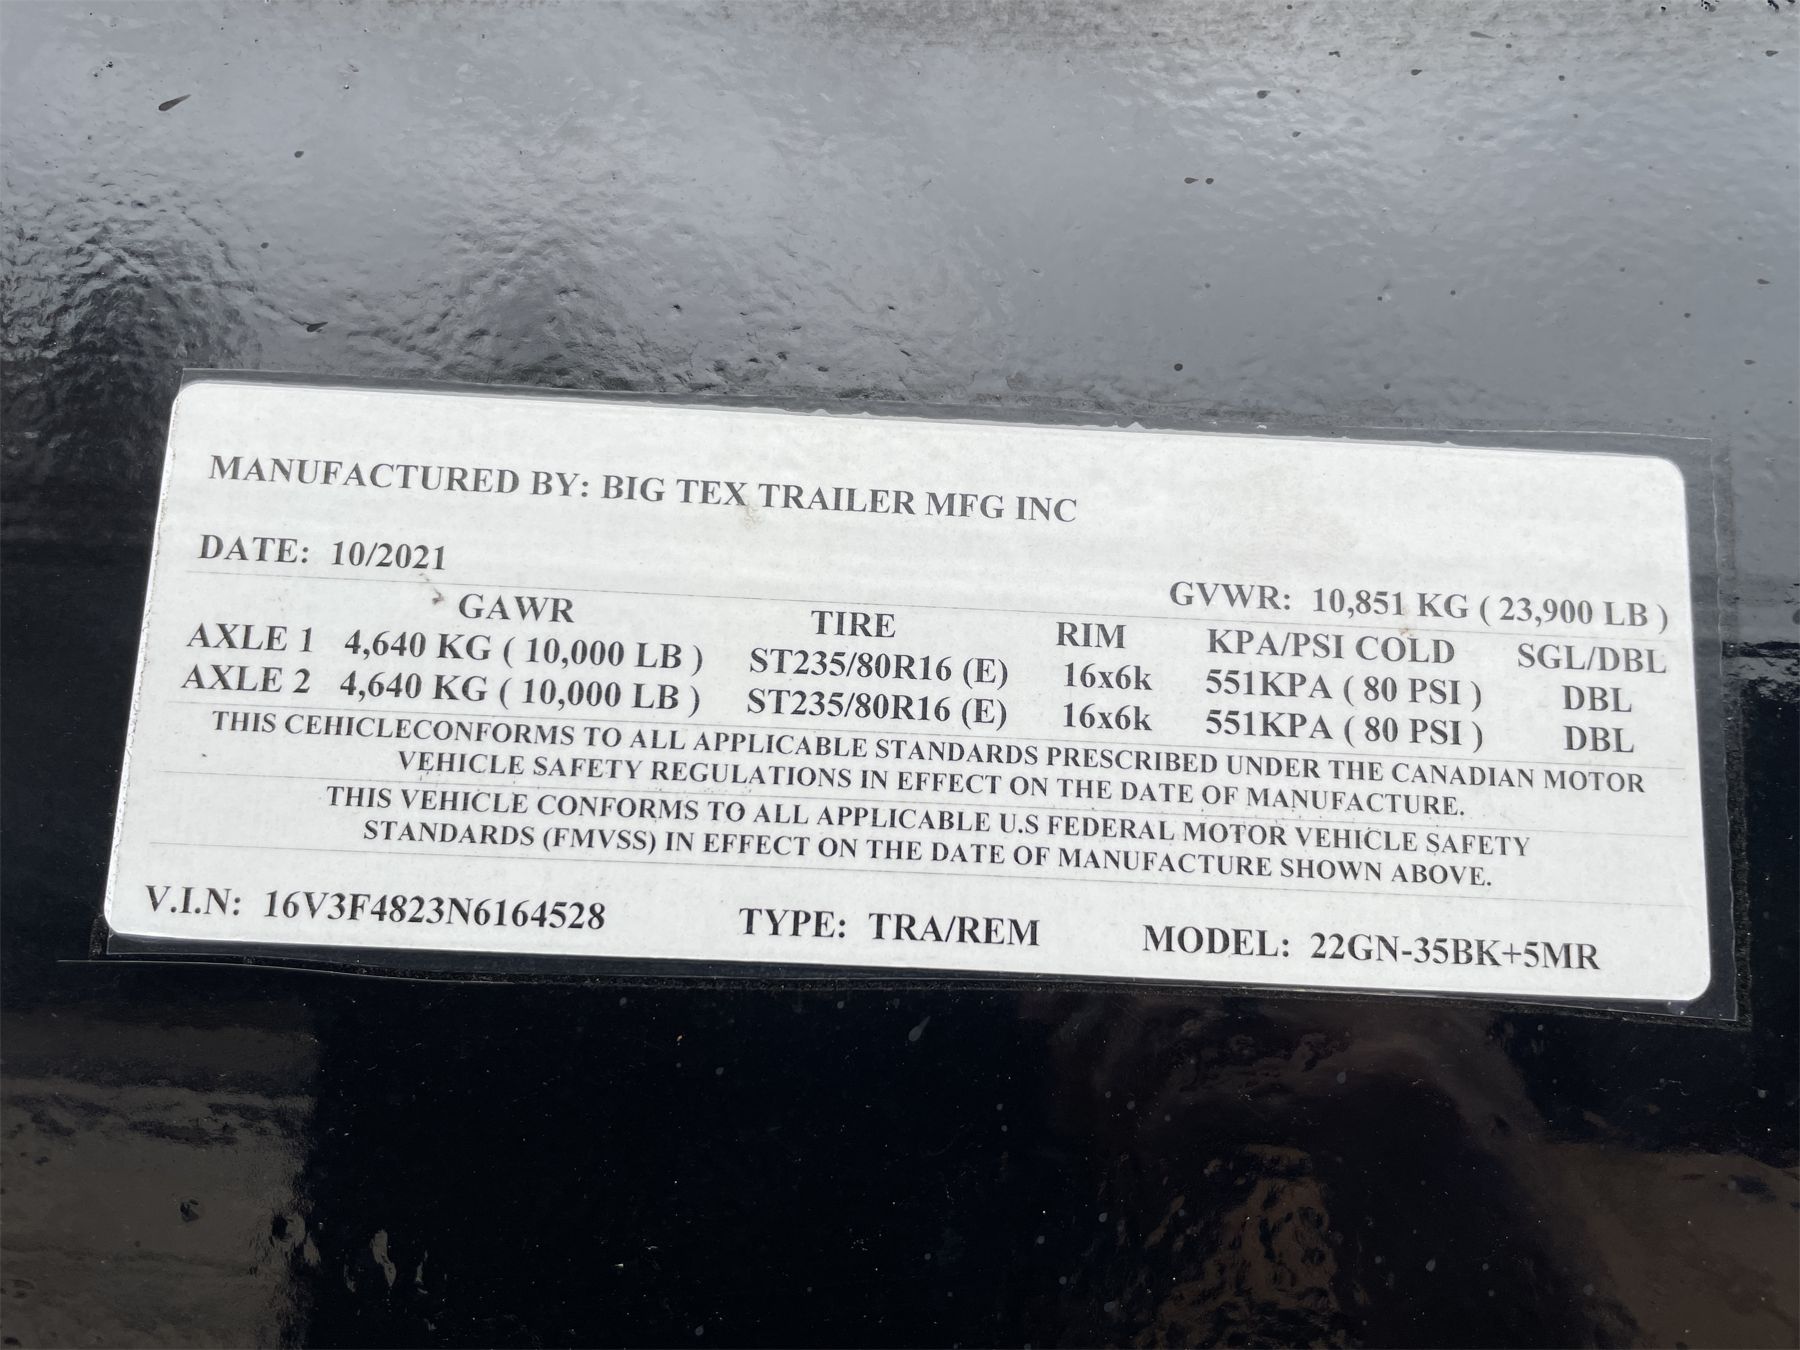 MANUFACTURED BY: BIG TEX TRAILER MFG INC
DATE: 10/2021
GVWR: 10,851 KG ( 23,900 LB )
GAWR TIRE RIM KPA/PSI COLD SGL/DBL
AXLE 1 4,640 KG ( 10,000 LB ) ST235/80R16 (E) 16x6k 551KPA ( 80 PSI ) DBL
AXLE 2 4,640 KG ( 10,000 LB ) ST235/80R16 (E) 16x6k 551KPA ( 80 PSI ) DBL
THIS CEHICLECONFORMS TO ALL APPLICABLE STANDARDS PRESCRIBED UNDER THE CANADIAN MOTOR
VEHICLE SAFETY REGULATIONS IN EFFECT ON THE DATE OF MANUFACTURE.
THIS VEHICLE CONFORMS TO ALL APPLICABLE U.S FEDERAL MOTOR VEHICLE SAFETY
STANDARDS (FMVSS) IN EFFECT ON THE DATE OF MANUFACTURE SHOWN ABOVE.
V.I.N: 16V3F4823N6164528 TYPE: TRA/REM MODEL: 22GN-35BK+5MR